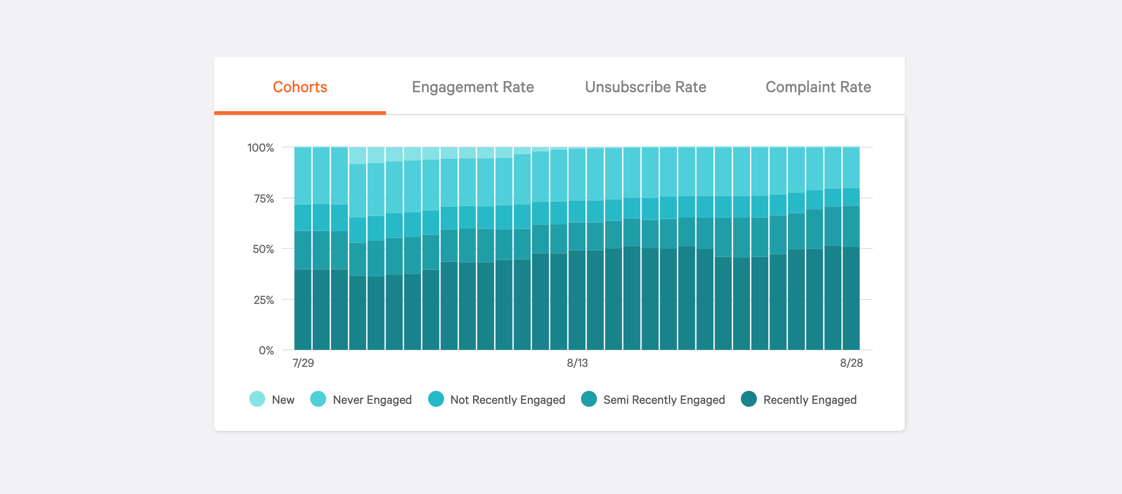 Cohorts Engagement Rate Unsubscribe Rate Complaint Rate
100%
75%
50%
25%
0%
7/29 8/13 8/28
New Never Engaged Not Recently Engaged Semi Recently Engaged Recently Engaged